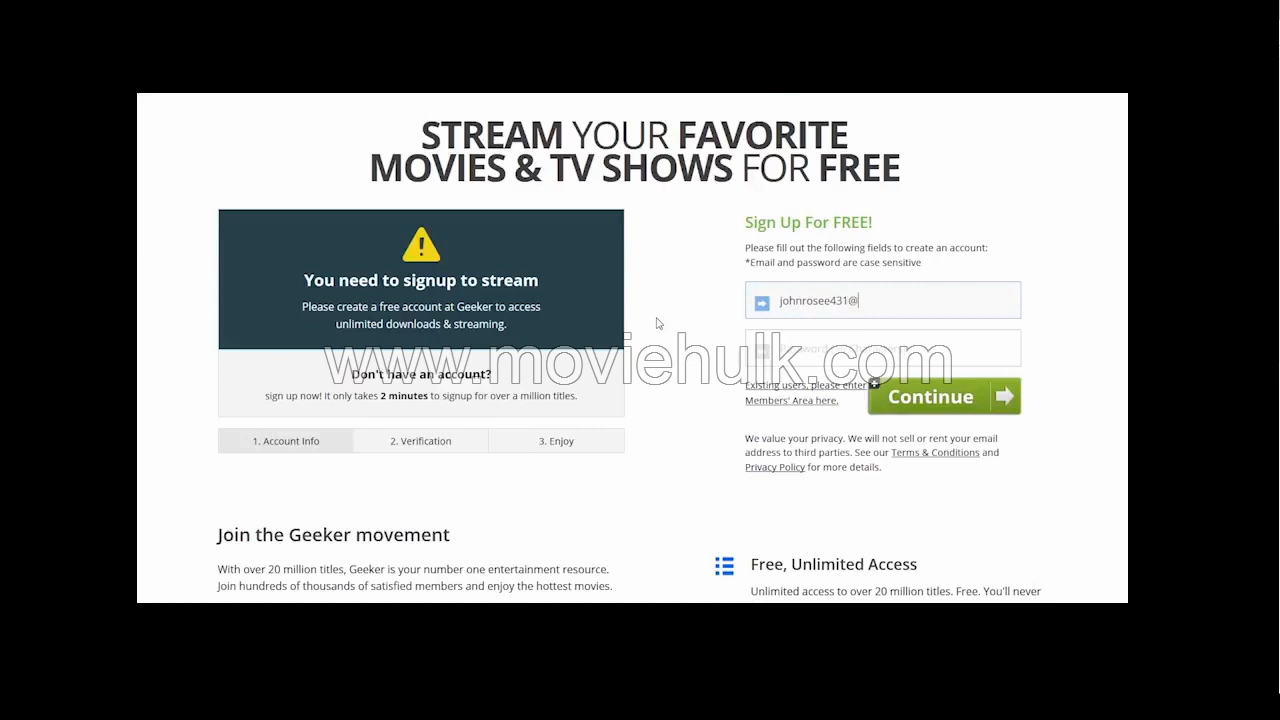 STREAM YOUR FAVORITE
MOVIES & TV SHOWS FOR FREE
You need to signup to stream
Please create a free account at Geeker to access
unlimited downloads & streaming.
Don't have an account?
sign up now! It only takes 2 minutes to signup for over a million titles.
1. Account Info
2. Verification
3. Enjoy
Sign Up For FREE!
Please fill out the following fields to create an account:
*Email and password are case sensitive
johnrosee431@
www.moviehulk.com
Existing users, please enter
Members' Area here.
Continue
We value your privacy. We will not sell or rent your email
address to third parties. See our Terms & Conditions and
Privacy Policy for more details.
Join the Geeker movement
With over 20 million titles, Geeker is your number one entertainment resource.
Join hundreds of thousands of satisfied members and enjoy the hottest movies.
Free, Unlimited Access
Unlimited access to over 20 million titles. Free. You'll never